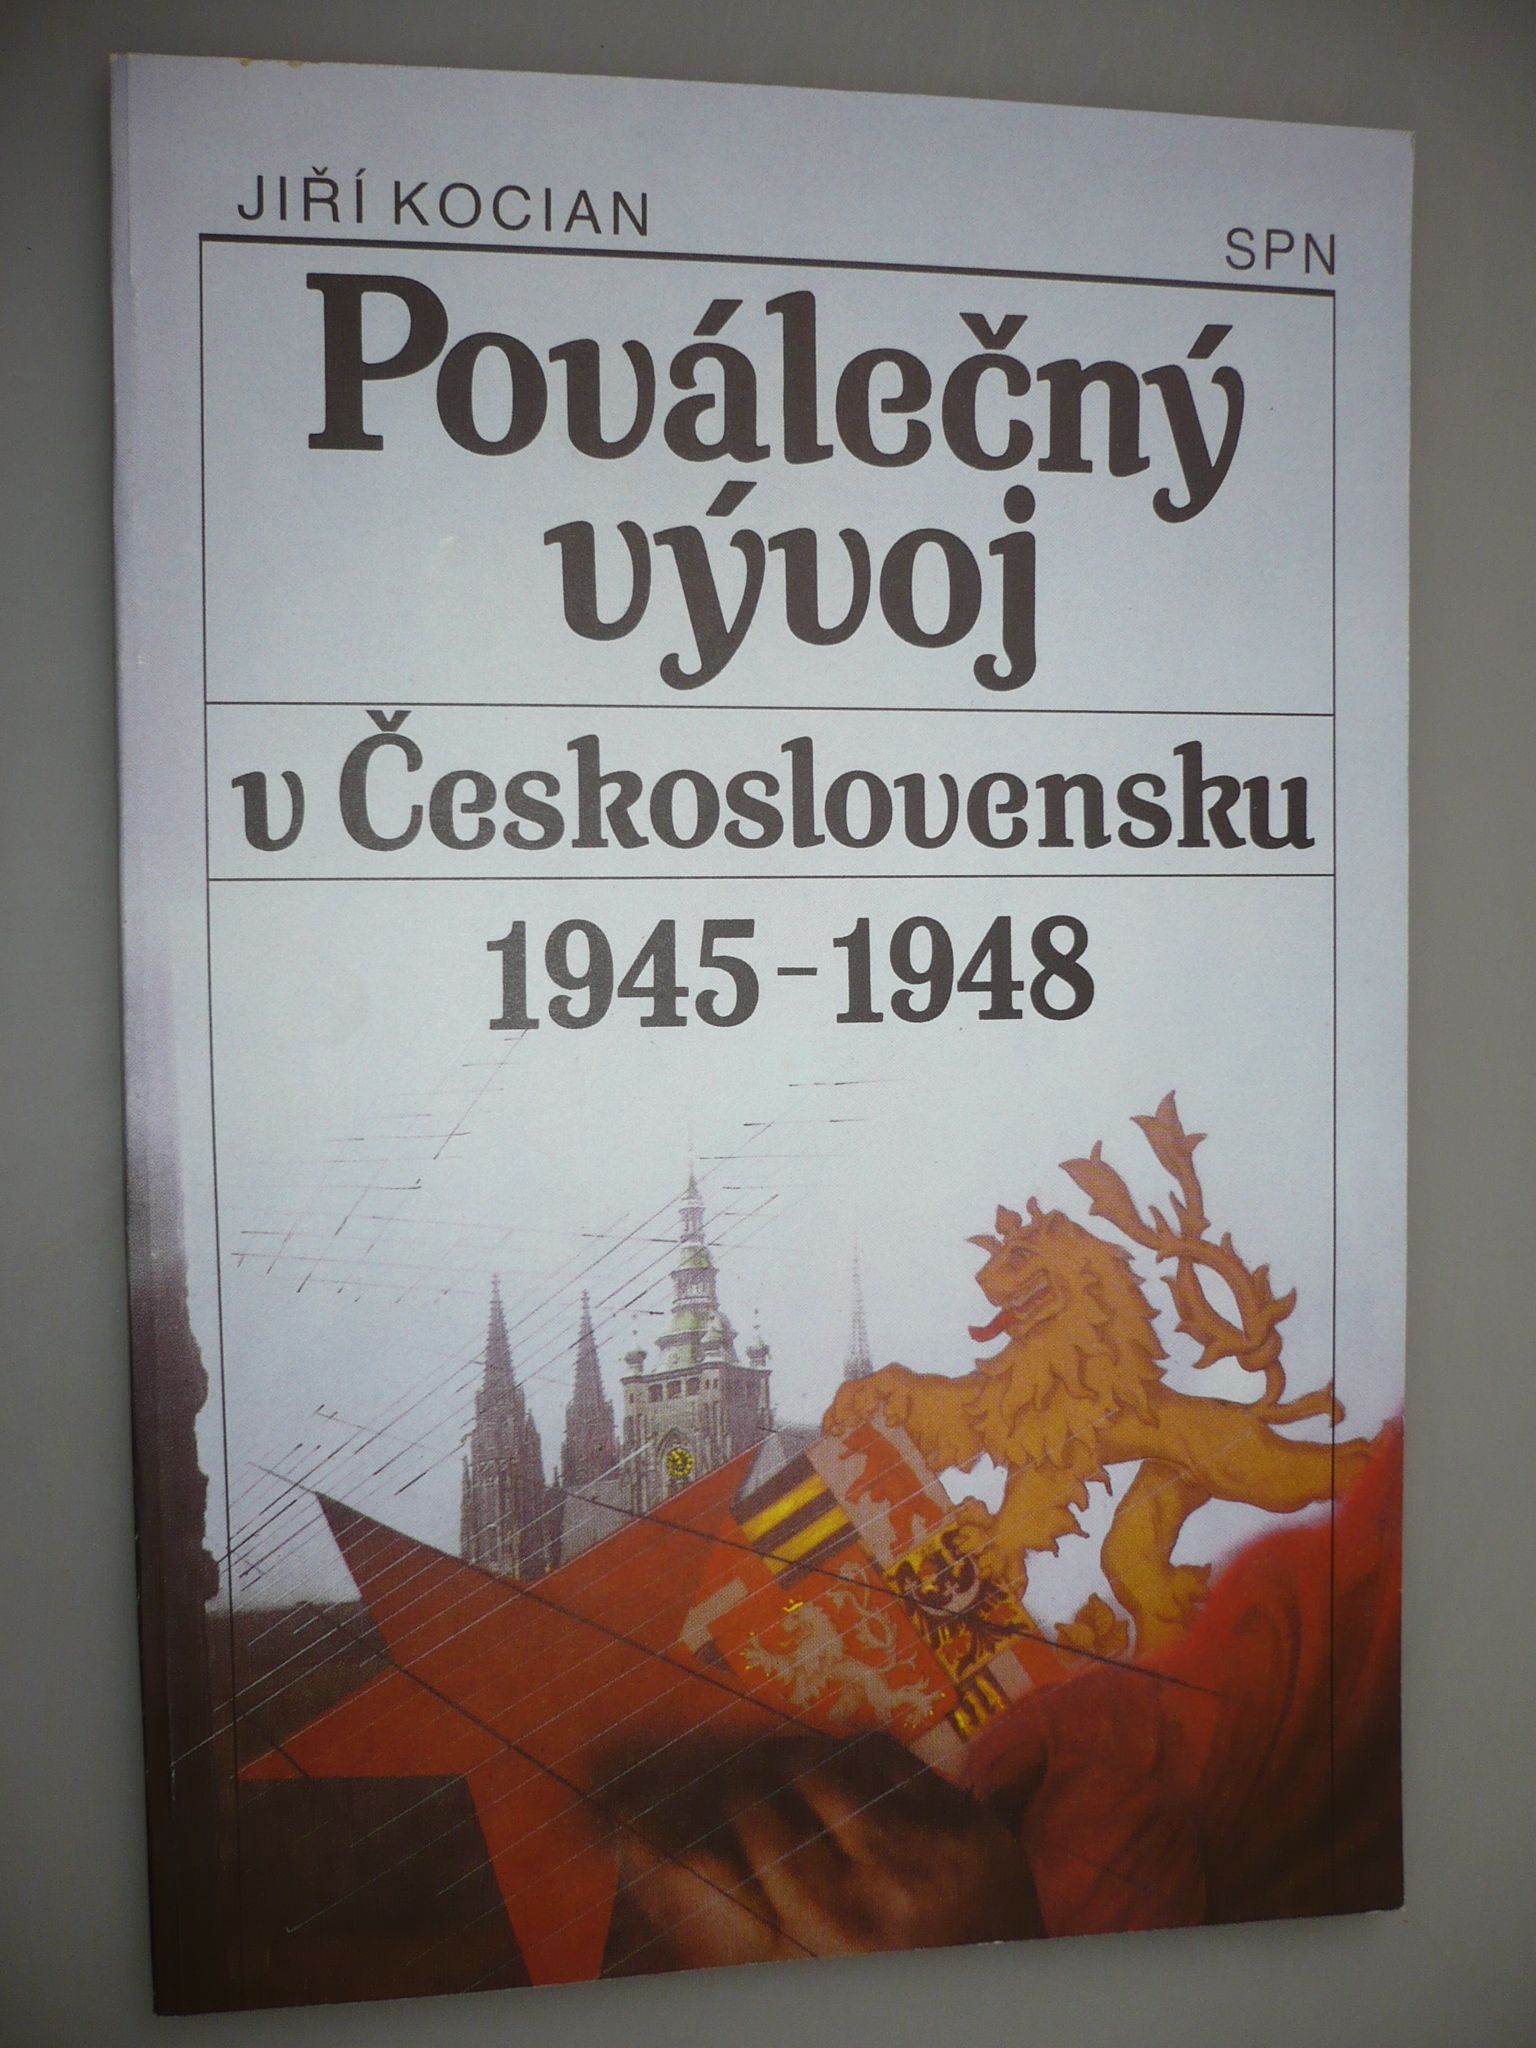 JIŘÍ KOCIAN
SPN
Poválečný
vývoj
v Československu
1945-1948